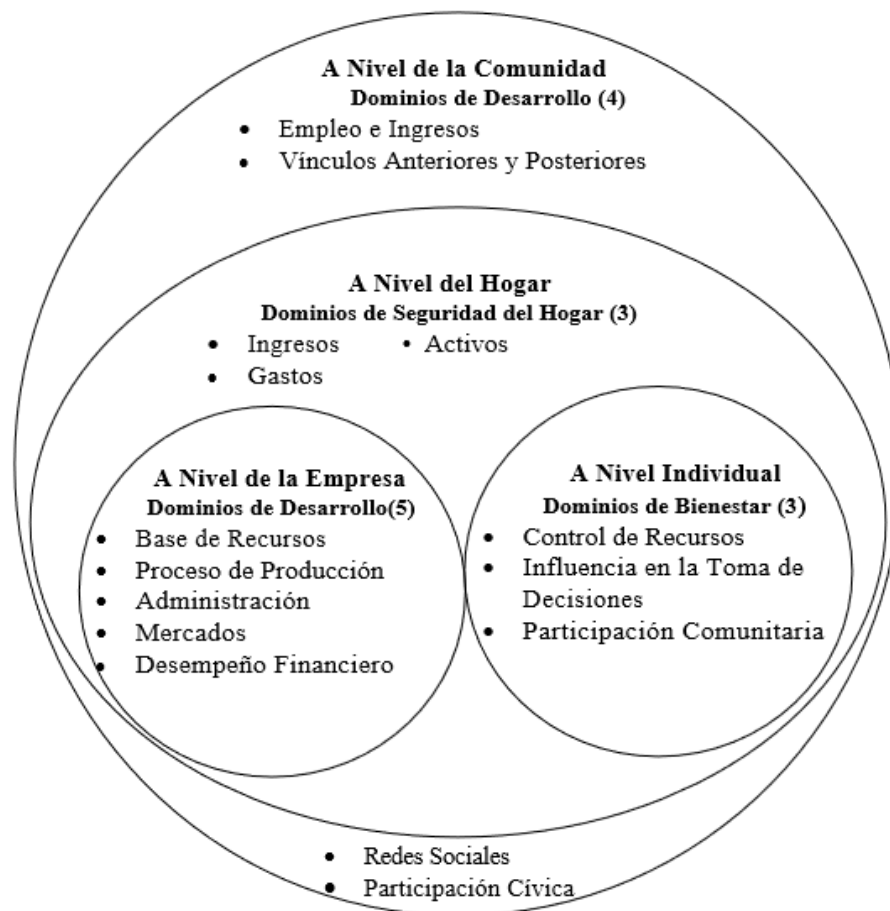 A Nivel de la Comunidad
Dominios de Desarrollo (4)
• Empleo e Ingresos
• Vínculos Anteriores y Posteriores
A Nivel del Hogar
Dominios de Seguridad del Hogar (3)
• Ingresos • Activos
• Gastos
A Nivel de la Empresa
Dominios de Desarrollo(5)
• Base de Recursos
• Proceso de Producción
• Administración
• Mercados
• Desempeño Financiero
A Nivel Individual
Dominios de Bienestar (3)
• Control de Recursos
• Influencia en la Toma de
Decisiones
• Participación Comunitaria
• Redes Sociales
• Participación Cívica